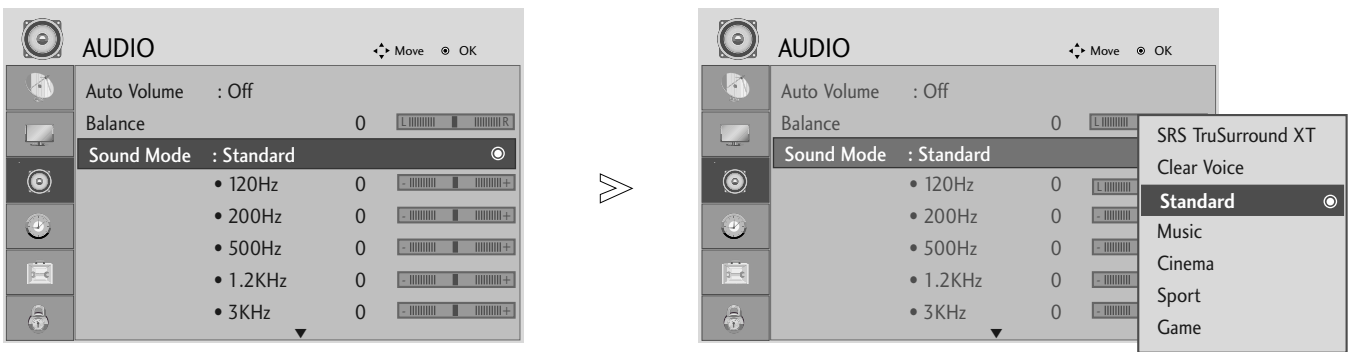 AUDIO
Move OK
Auto Volume : Off
Balance 0 L R
Sound Mode : Standard
• 120Hz 0 - +
• 200Hz 0 - +
• 500Hz 0 - +
• 1.2KHz 0 - +
• 3KHz 0 - +
AUDIO
Move OK
Auto Volume : Off
Balance 0 L
Sound Mode : Standard
• 120Hz 0 L
• 200Hz 0 -
• 500Hz 0 -
• 1.2KHz 0 -
• 3KHz 0 -
SRS TruSurround XT
Clear Voice
Standard
Music
Cinema
Sport
Game